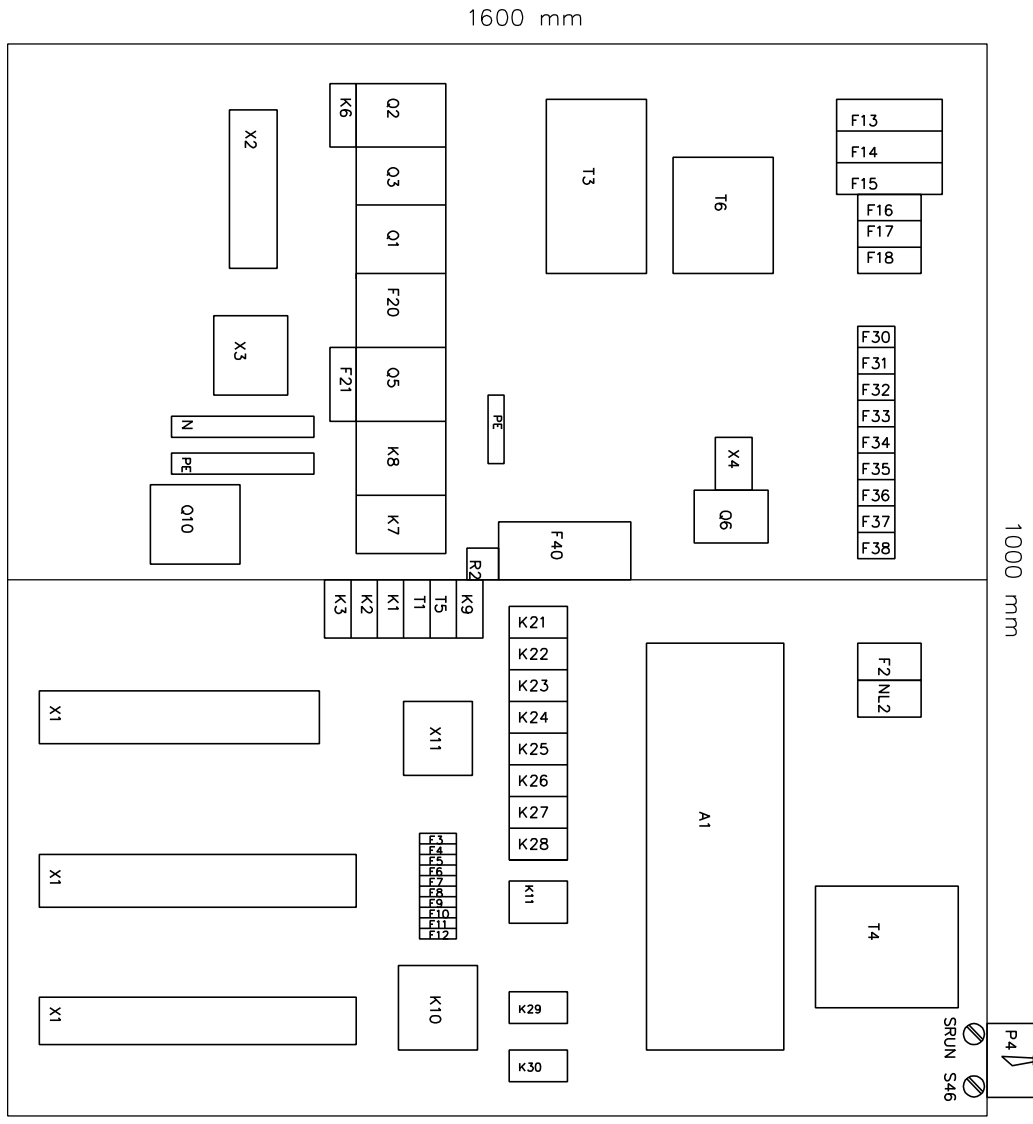 1600 mm
K6
Q2
Q3
Q1
F20
F21
Q5
K8
K7
X2
X3
N
PE
Q10
T3
T6
PE
X4
Q6
F40
R2
F13
F14
F15
F16
F17
F18
F30
F31
F32
F33
F34
F35
F36
F37
F38
1000 mm
K3
K2
K1
T1
T5
K9
K21
K22
K23
K24
K25
K26
K27
K28
K11
K29
K30
X1
X1
X1
X11
F3
F4
F5
F6
F7
F8
F9
F10
F11
F12
K10
A1
F2
NL2
T4
SRUN
S46
P4